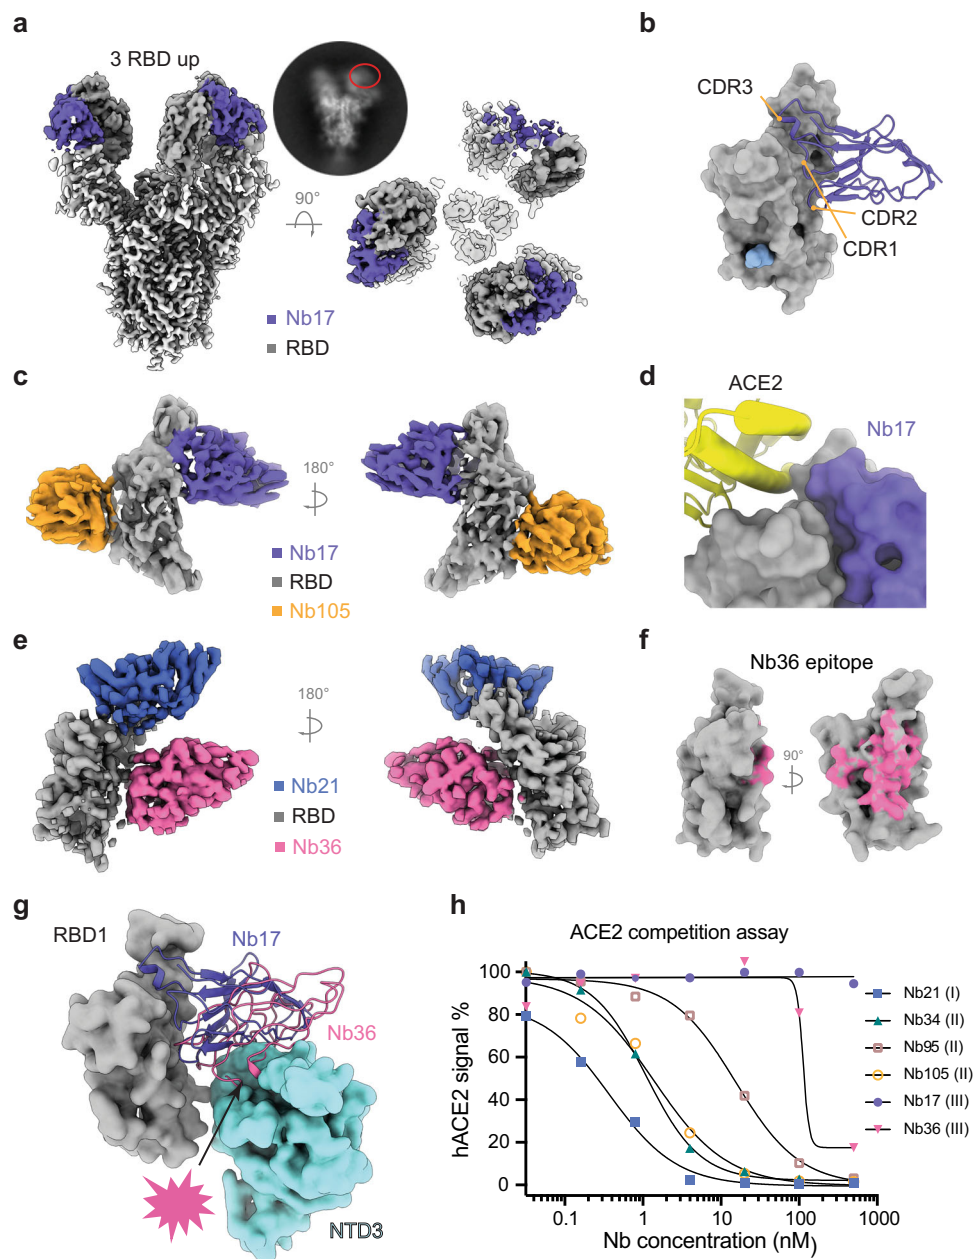 a
3 RBD up
90°
Nb17
RBD
b
CDR3
CDR2
CDR1
c
180°
Nb17
RBD
Nb105
d
ACE2
Nb17
e
180°
Nb21
RBD
Nb36
f
Nb36 epitope
90°
g
RBD1
Nb17
Nb36
NTD3
h
ACE2 competition assay
hACE2 signal %
100
80
60
40
20
0
0.1
1
10
100
1000
Nb concentration (nM)
Nb21 (I)
Nb34 (II)
Nb95 (II)
Nb105 (II)
Nb17 (III)
Nb36 (III)